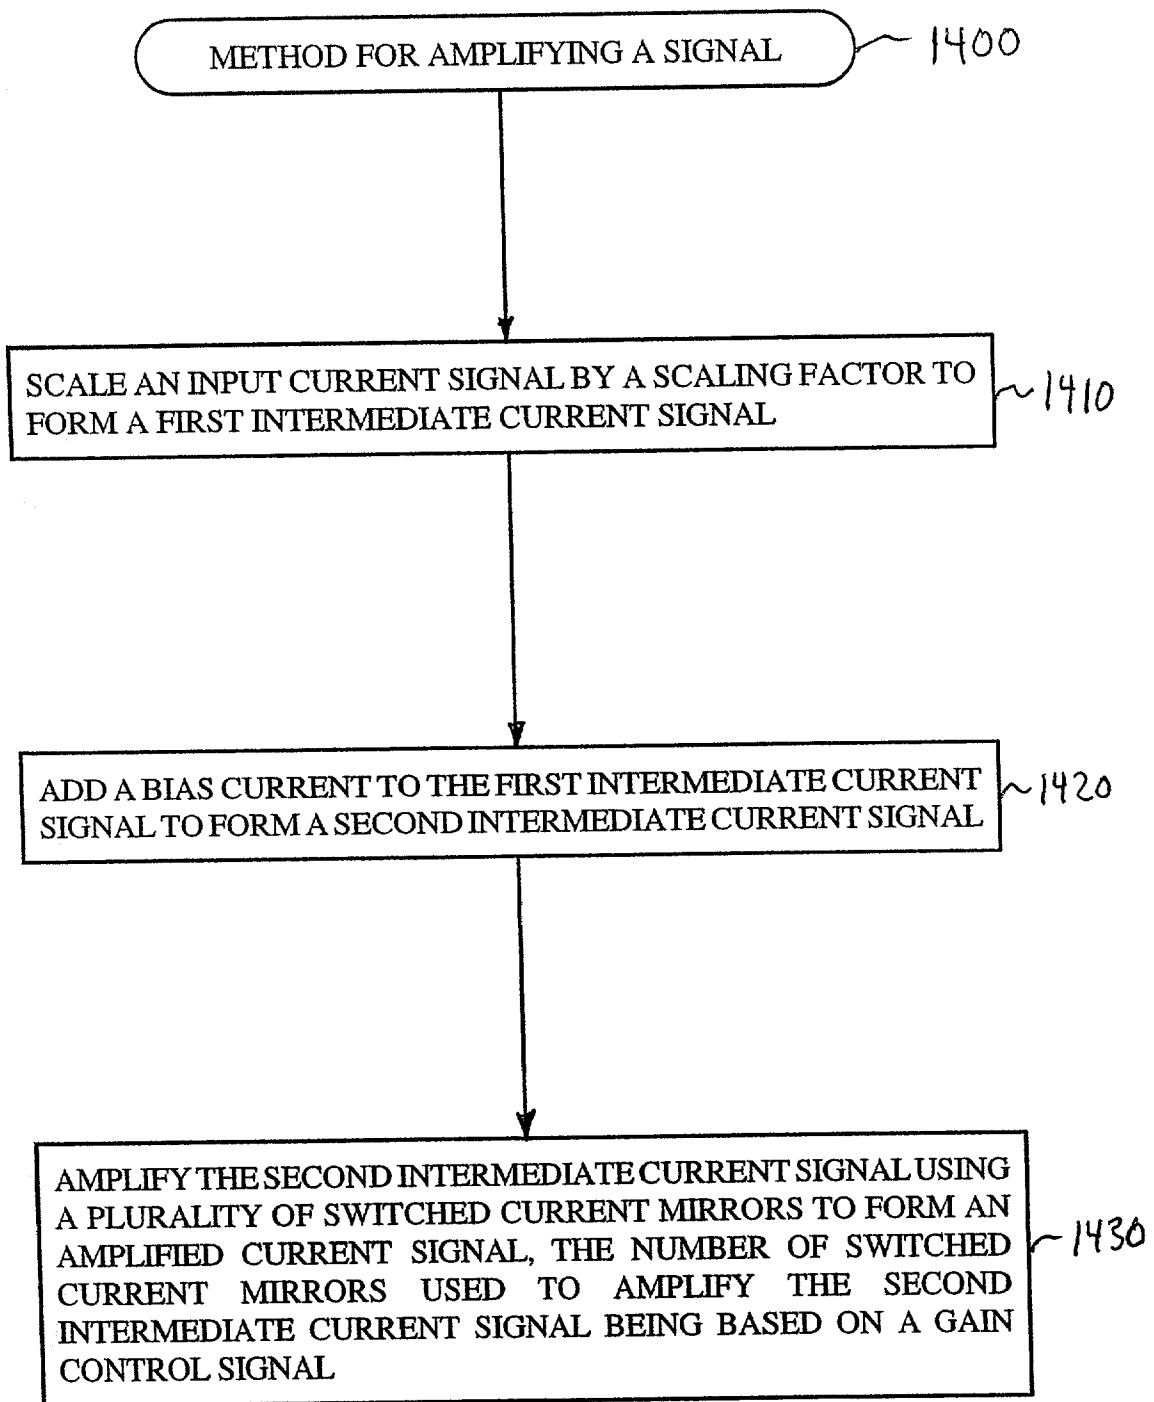 METHOD FOR AMPLIFYING A SIGNAL
1400
SCALE AN INPUT CURRENT SIGNAL BY A SCALING FACTOR TO
FORM A FIRST INTERMEDIATE CURRENT SIGNAL
1410
ADD A BIAS CURRENT TO THE FIRST INTERMEDIATE CURRENT
SIGNAL TO FORM A SECOND INTERMEDIATE CURRENT SIGNAL
1420
AMPLIFY THE SECOND INTERMEDIATE CURRENT SIGNAL USING
A PLURALITY OF SWITCHED CURRENT MIRRORS TO FORM AN
AMPLIFIED CURRENT SIGNAL, THE NUMBER OF SWITCHED
CURRENT MIRRORS USED TO AMPLIFY THE SECOND
INTERMEDIATE CURRENT SIGNAL BEING BASED ON A GAIN
CONTROL SIGNAL
1430